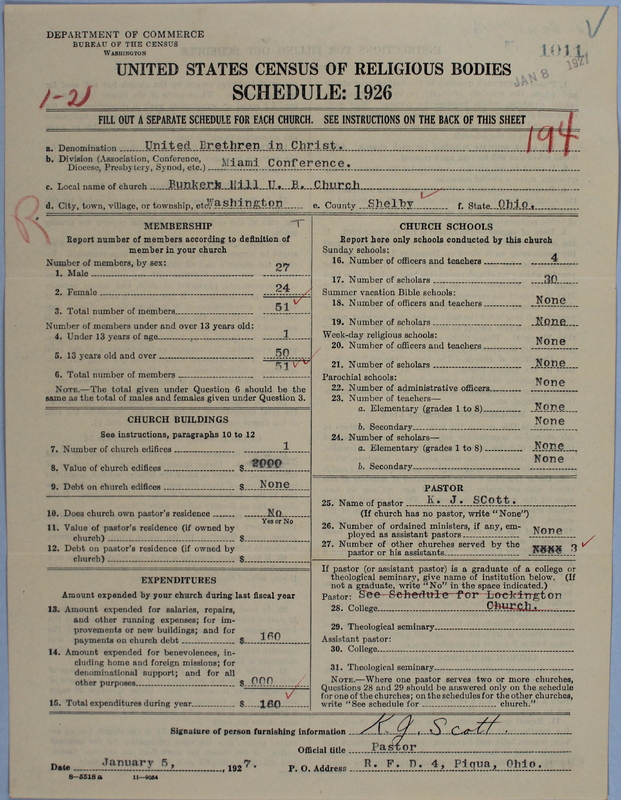 DEPARTMENT OF COMMERCE
BUREAU OF THE CENSUS
WASHINGTON
1011
JAN 8 1927
UNITED STATES CENSUS OF RELIGIOUS BODIES
SCHEDULE: 1926
1-21
FILL OUT A SEPARATE SCHEDULE FOR EACH CHURCH. SEE INSTRUCTIONS ON THE BACK OF THIS SHEET
194
a. Denomination United Brethren in Christ.
b. Division (Association, Conference, Diocese, Presbytery, Synod, etc.) Miami Conference.
c. Local name of church Bunkers Hill U. B. Church
d. City, town, village, or township, etc. Washington e. County Shelby f. State Ohio.
R
MEMBERSHIP T
Report number of members according to definition of
member in your church
Number of members, by sex:
1. Male 27
2. Female 24
3. Total number of members 51
Number of members under and over 13 years old:
4. Under 13 years of age 1
5. 13 years old and over 50
6. Total number of members 51
NOTE.—The total given under Question 6 should be
same as the total of males and females given under Question 3.
CHURCH BUILDINGS
See instructions, paragraphs 10 to 12
7. Number of church edifices 1
8. Value of church edifices $ 2000
9. Debt on church edifices $ None
10. Does church own pastor's residence No
Yes or No
11. Value of pastor's residence (if owned by
church) $
12. Debt on pastor's residence (if owned by
church) $
EXPENDITURES
Amount expended by your church during last fiscal year
13. Amount expended for salaries, repairs,
and other running expenses; for im-
provements or new buildings; and for
payments on church debt $ 160
14. Amount expended for benevolences, in-
cluding home and foreign missions; for
denominational support; and for all
other purposes $ 000
15. Total expenditures during year $ 160
CHURCH SCHOOLS
Report here only schools conducted by this church
Sunday schools:
16. Number of officers and teachers 4
17. Number of scholars 30
Summer vacation Bible schools:
18. Number of officers and teachers None
19. Number of scholars None
Week-day religious schools:
20. Number of officers and teachers None
21. Number of scholars None
Parochial schools:
22. Number of administrative officers None
23. Number of teachers—
a. Elementary (grades 1 to 8) None
b. Secondary None
24. Number of scholars—
a. Elementary (grades 1 to 8) None
b. Secondary None
PASTOR
25. Name of pastor K. J. SCott.
(If church has no pastor, write "None")
26. Number of ordained ministers, if any, em-
ployed as assistant pastors None
27. Number of other churches served by the
pastor or his assistants 3
If pastor (or assistant pastor) is a graduate of a college or
theological seminary, give name of institution below. (If
not a graduate, write "No" in the space indicated.)
Pastor: See Schedule for Lockington
28. College Church.
29. Theological seminary
Assistant pastor:
30. College
31. Theological seminary
NOTE.—Where one pastor serves two or more churches,
Questions 28 and 29 should be answered only on the schedule
for one of the churches; on the schedules for the other churches,
write "See schedule for church."
Signature of person furnishing information K. J. Scott.
Official title Pastor
Date January 5, , 1927. P. O. Address R. F. D. 4, Piqua, Ohio.
8—5518a 11—9054